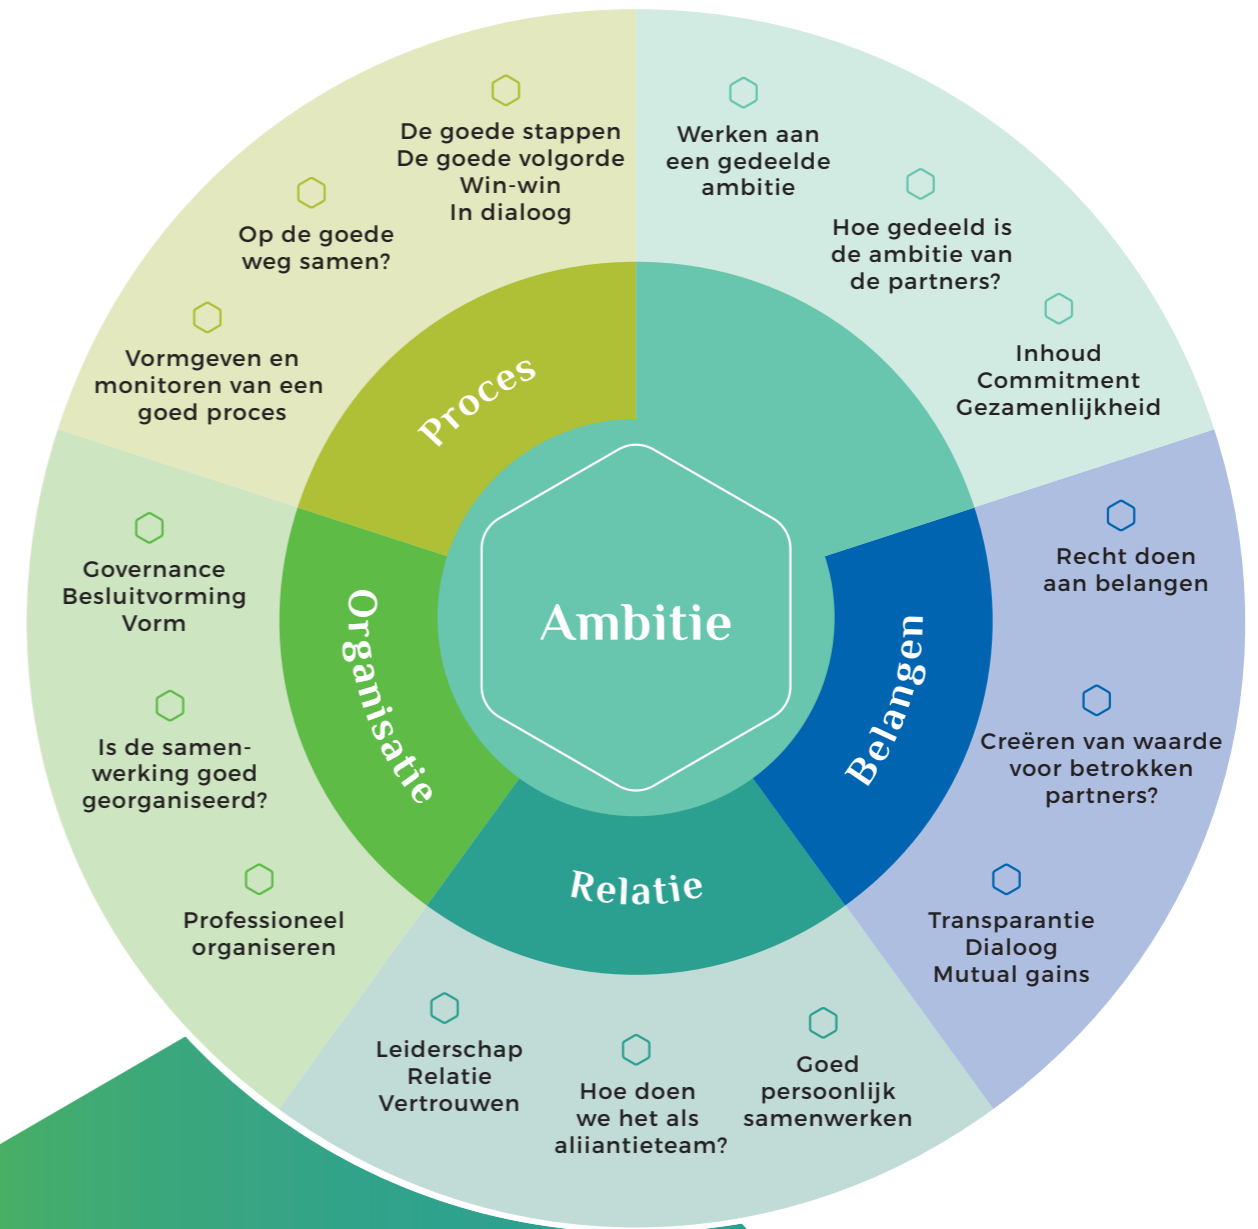 De goede stappen
De goede volgorde
Win-win
In dialoog
Op de goede
weg samen?
Vormgeven en
monitoren van een
goed proces
Proces
Werken aan
een gedeelde
ambitie
Hoe gedeeld is
de ambitie van
de partners?
Inhoud
Commitment
Gezamenlijkheid
Ambitie
Recht doen
aan belangen
Creëren van waarde
voor betrokken
partners?
Transparantie
Dialoog
Mutual gains
Belangen
Goed
persoonlijk
samenwerken
Hoe doen
we het als
aliiantieteam?
Leiderschap
Relatie
Vertrouwen
Relatie
Professioneel
organiseren
Is de samen-
werking goed
georganiseerd?
Governance
Besluitvorming
Vorm
Organisatie